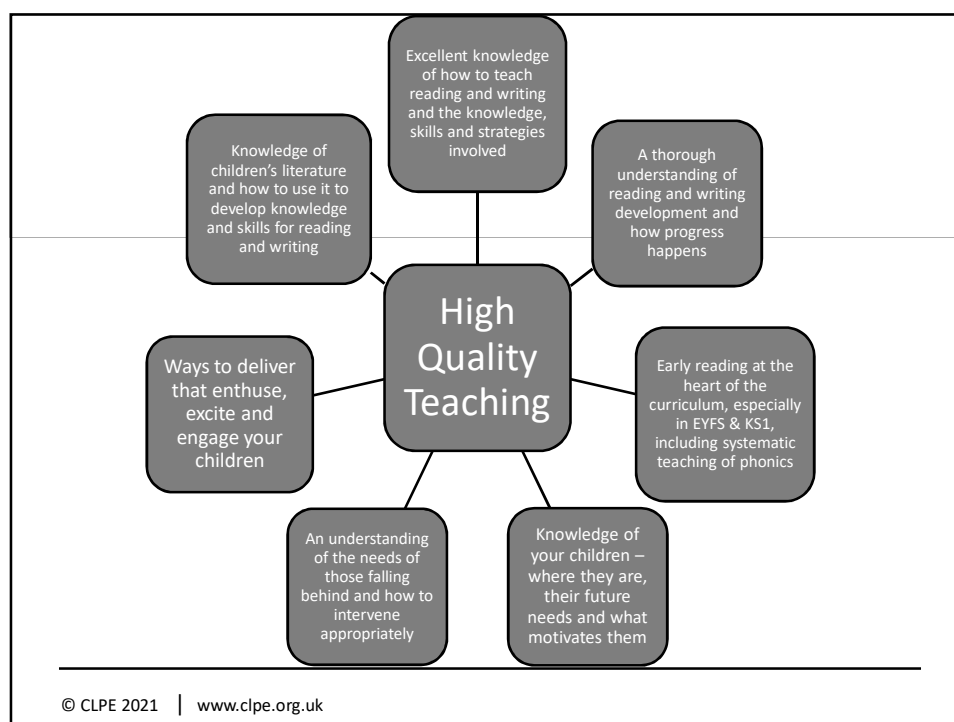 Excellent knowledge
of how to teach
reading and writing
and the knowledge,
skills and strategies
involved
A thorough
understanding of
reading and writing
development and
how progress
happens
Early reading at the
heart of the
curriculum, especially
in EYFS & KS1,
including systematic
teaching of phonics
Knowledge of
your children –
where they are,
their future
needs and what
motivates them
An understanding
of the needs of
those falling
behind and how to
intervene
appropriately
Ways to deliver
that enthuse,
excite and
engage your
children
Knowledge of
children's literature
and how to use it to
develop knowledge
and skills for reading
and writing
High
Quality
Teaching
© CLPE 2021 | www.clpe.org.uk